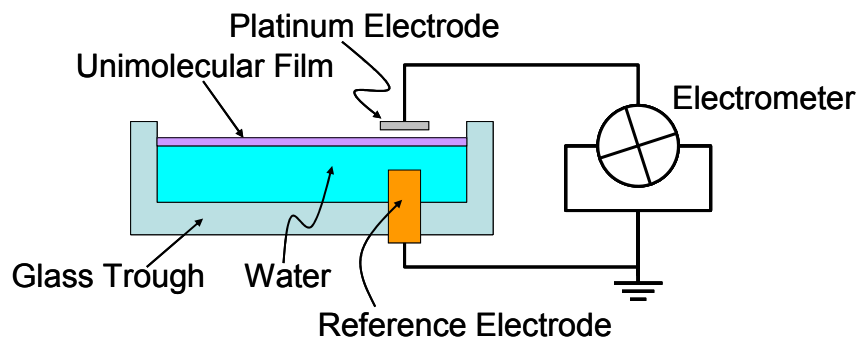 Platinum Electrode
Unimolecular Film
Electrometer
Glass Trough
Water
Reference Electrode